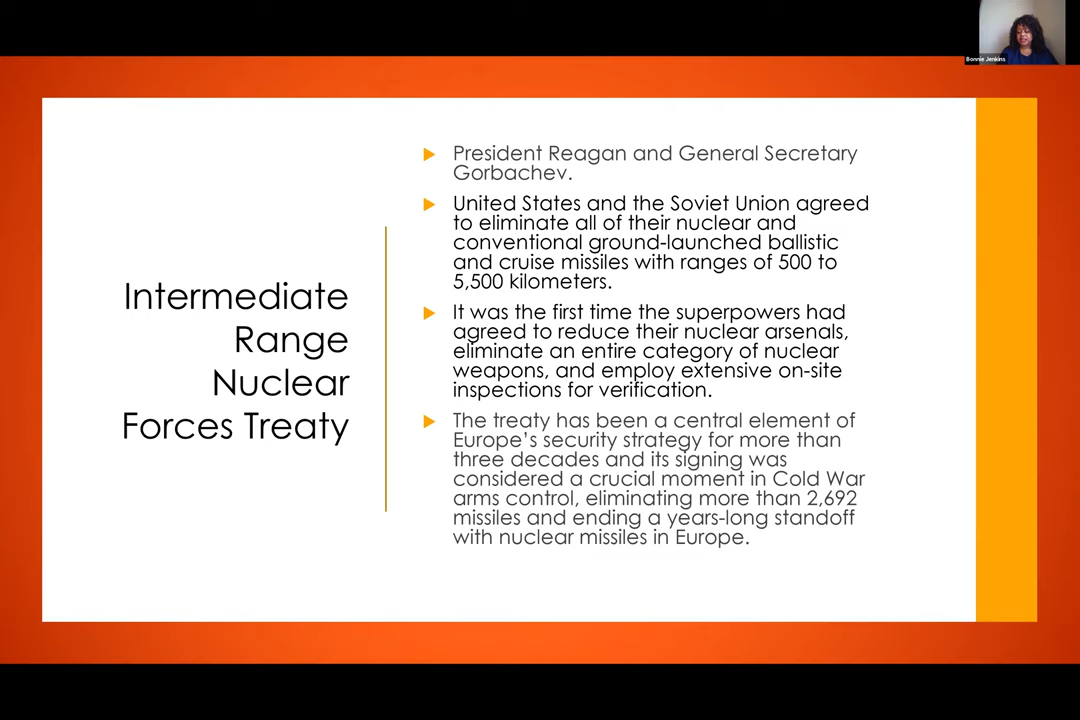 Bonnie Jenkins
Intermediate
Range
Nuclear
Forces Treaty
President Reagan and General Secretary
Gorbachev.
United States and the Soviet Union agreed
to eliminate all of their nuclear and
conventional ground-launched ballistic
and cruise missiles with ranges of 500 to
5,500 kilometers.
It was the first time the superpowers had
agreed to reduce their nuclear arsenals,
eliminate an entire category of nuclear
weapons, and employ extensive on-site
inspections for verification.
The treaty has been a central element of
Europe’s security strategy for more than
three decades and its signing was
considered a crucial moment in Cold War
arms control, eliminating more than 2,692
missiles and ending a years-long standoff
with nuclear missiles in Europe.